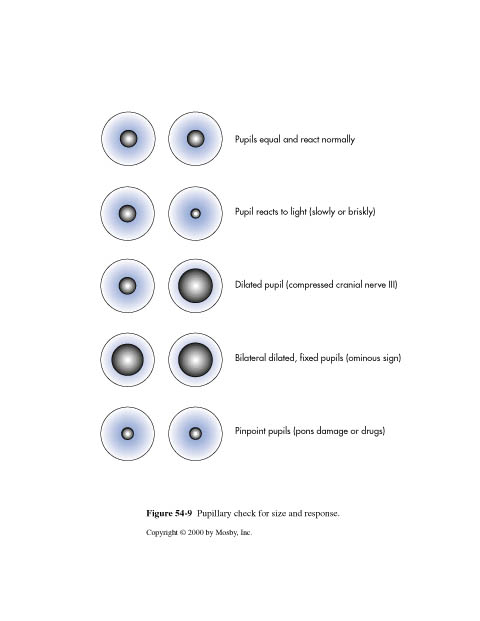 Pupils equal and react normally
Pupil reacts to light (slowly or briskly)
Dilated pupil (compressed cranial nerve III)
Bilateral dilated, fixed pupils (ominous sign)
Pinpoint pupils (pons damage or drugs)
Figure 54-9 Pupillary check for size and response.
Copyright © 2000 by Mosby, Inc.